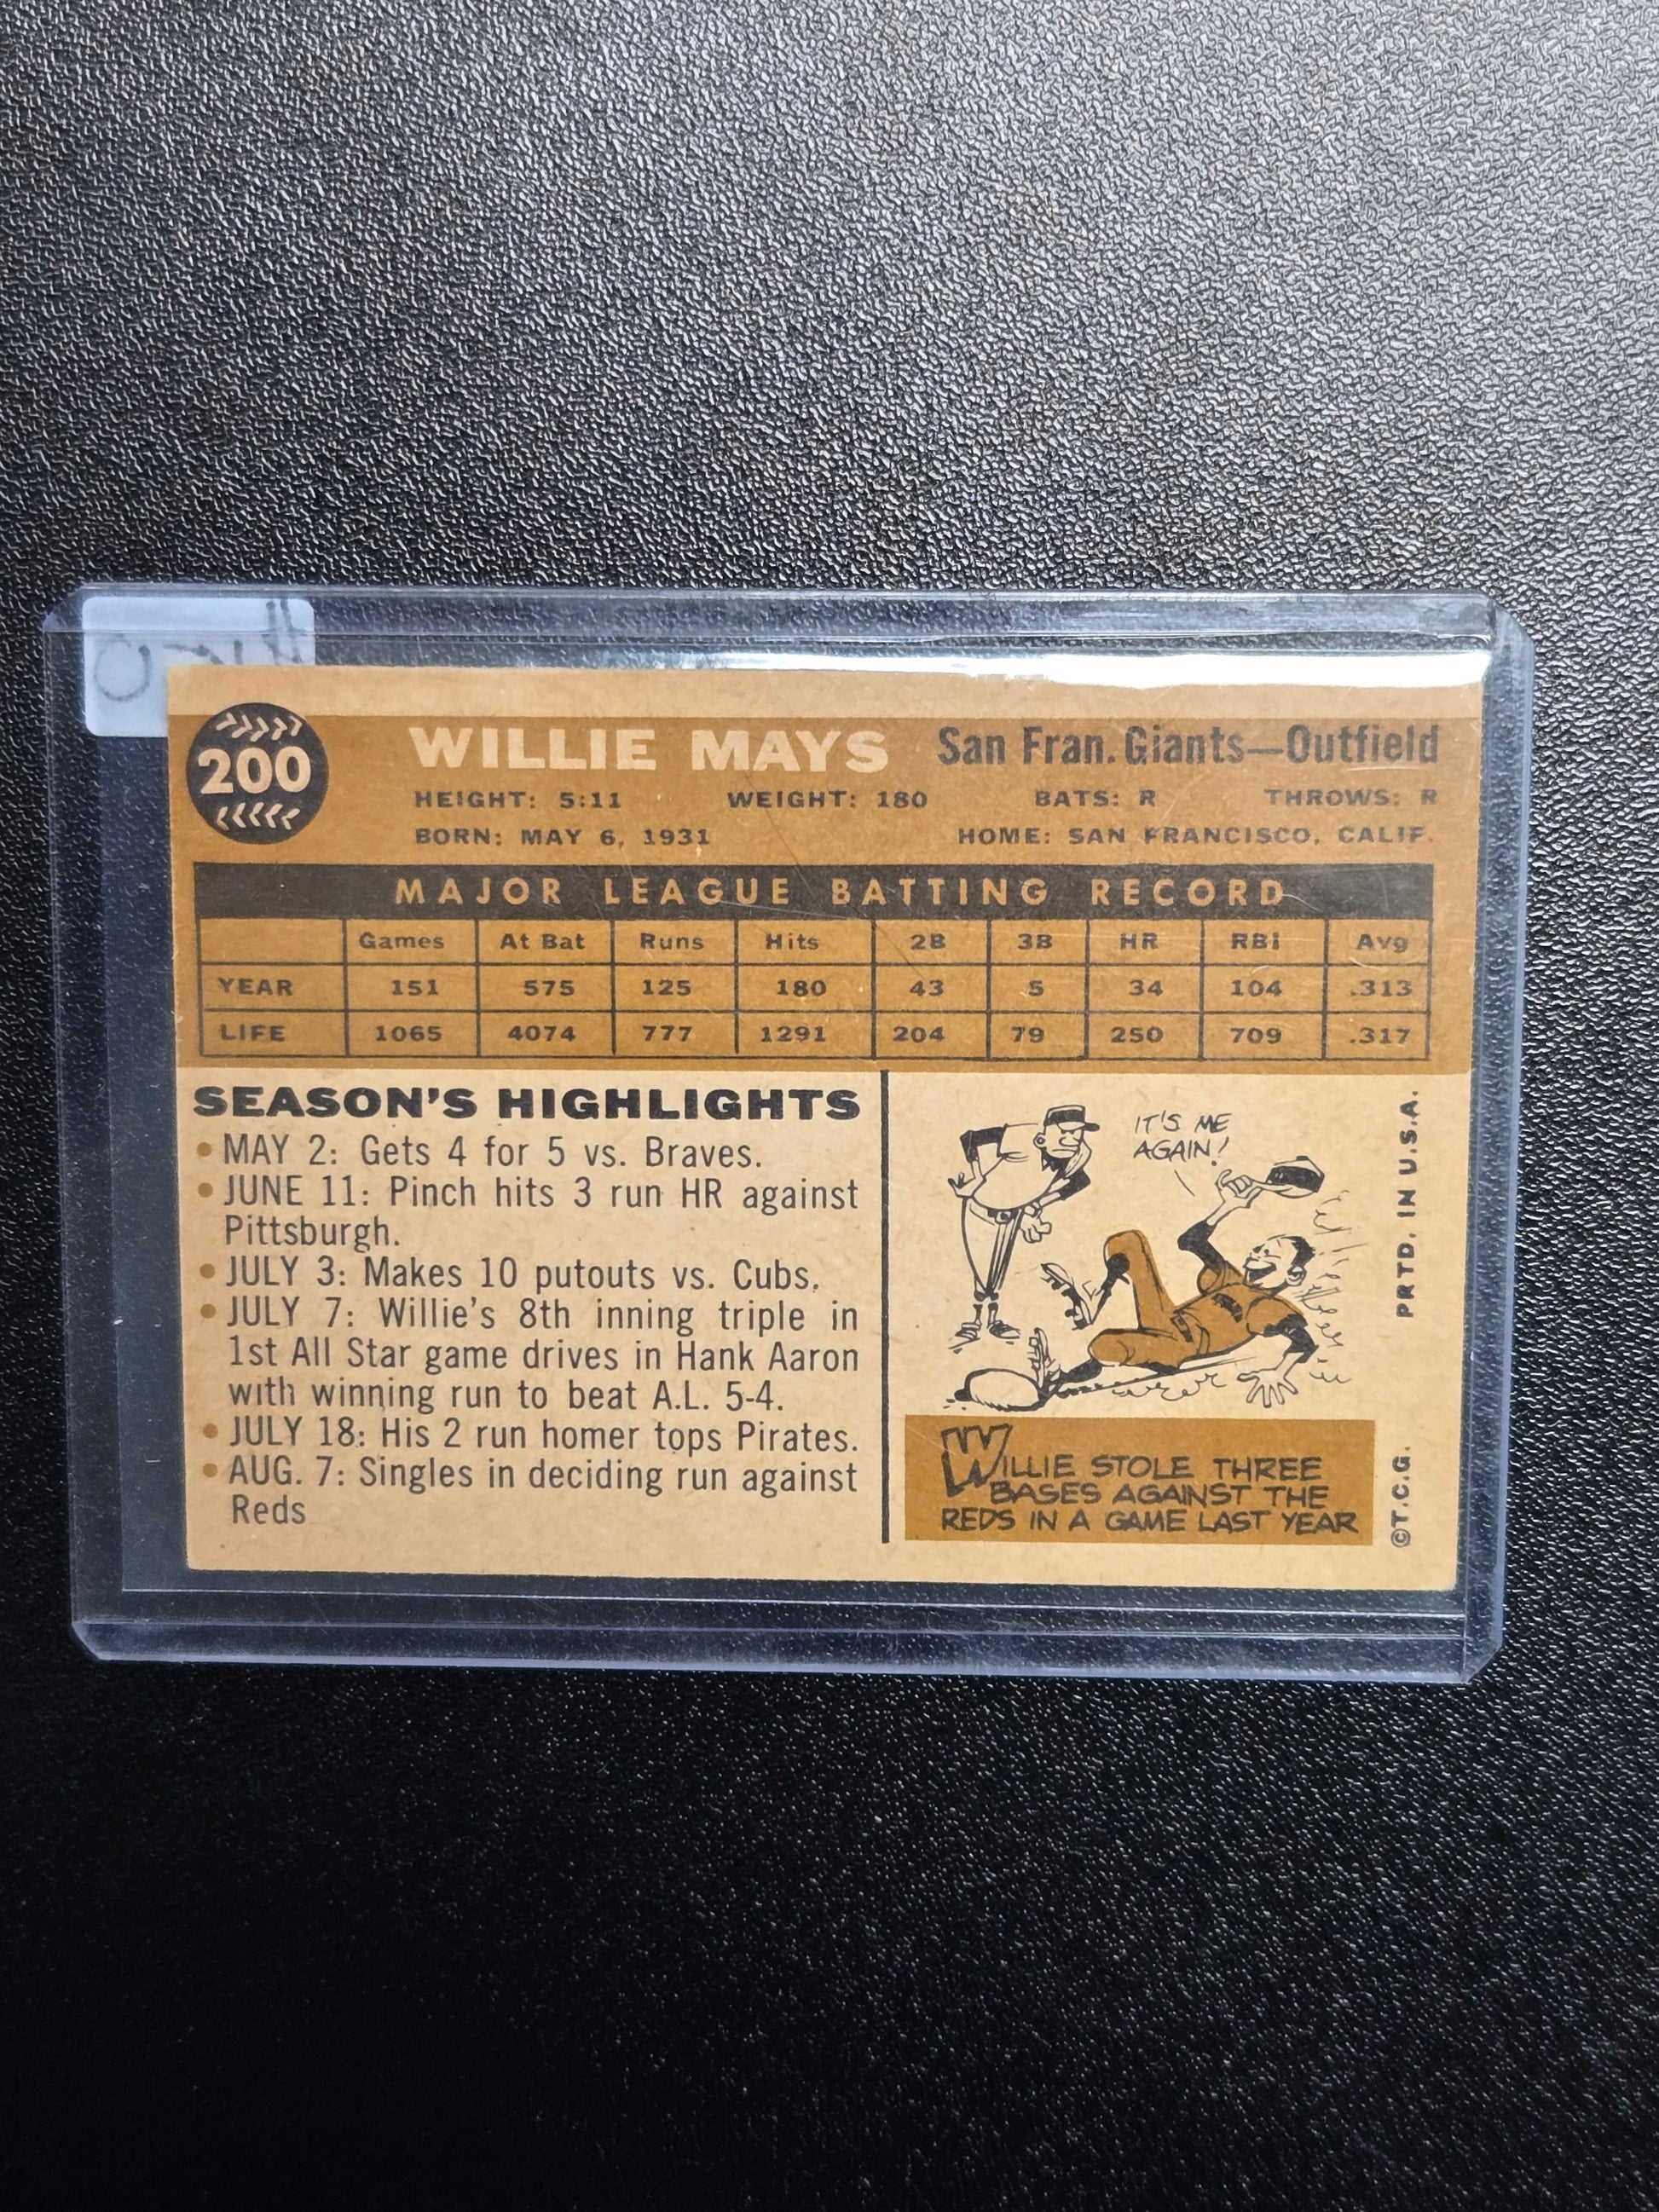 200
WILLIE MAYS San Fran. Giants—Outfield
HEIGHT: 5:11 WEIGHT: 180 BATS: R THROWS: R
BORN: MAY 6, 1931 HOME: SAN FRANCISCO, CALIF.
MAJOR LEAGUE BATTING RECORD
Games At Bat Runs Hits 2B 3B HR RBI Avg
YEAR 151 575 125 180 43 5 34 104 .313
LIFE 1065 4074 777 1291 204 79 250 709 .317
SEASON'S HIGHLIGHTS
• MAY 2: Gets 4 for 5 vs. Braves.
• JUNE 11: Pinch hits 3 run HR against
Pittsburgh.
• JULY 3: Makes 10 putouts vs. Cubs.
• JULY 7: Willie's 8th inning triple in
1st All Star game drives in Hank Aaron
with winning run to beat A.L. 5-4.
• JULY 18: His 2 run homer tops Pirates.
• AUG. 7: Singles in deciding run against
Reds
IT'S ME
AGAIN!
WILLIE STOLE THREE
BASES AGAINST THE
REDS IN A GAME LAST YEAR
©T.C.G. PRTD. IN U.S.A.